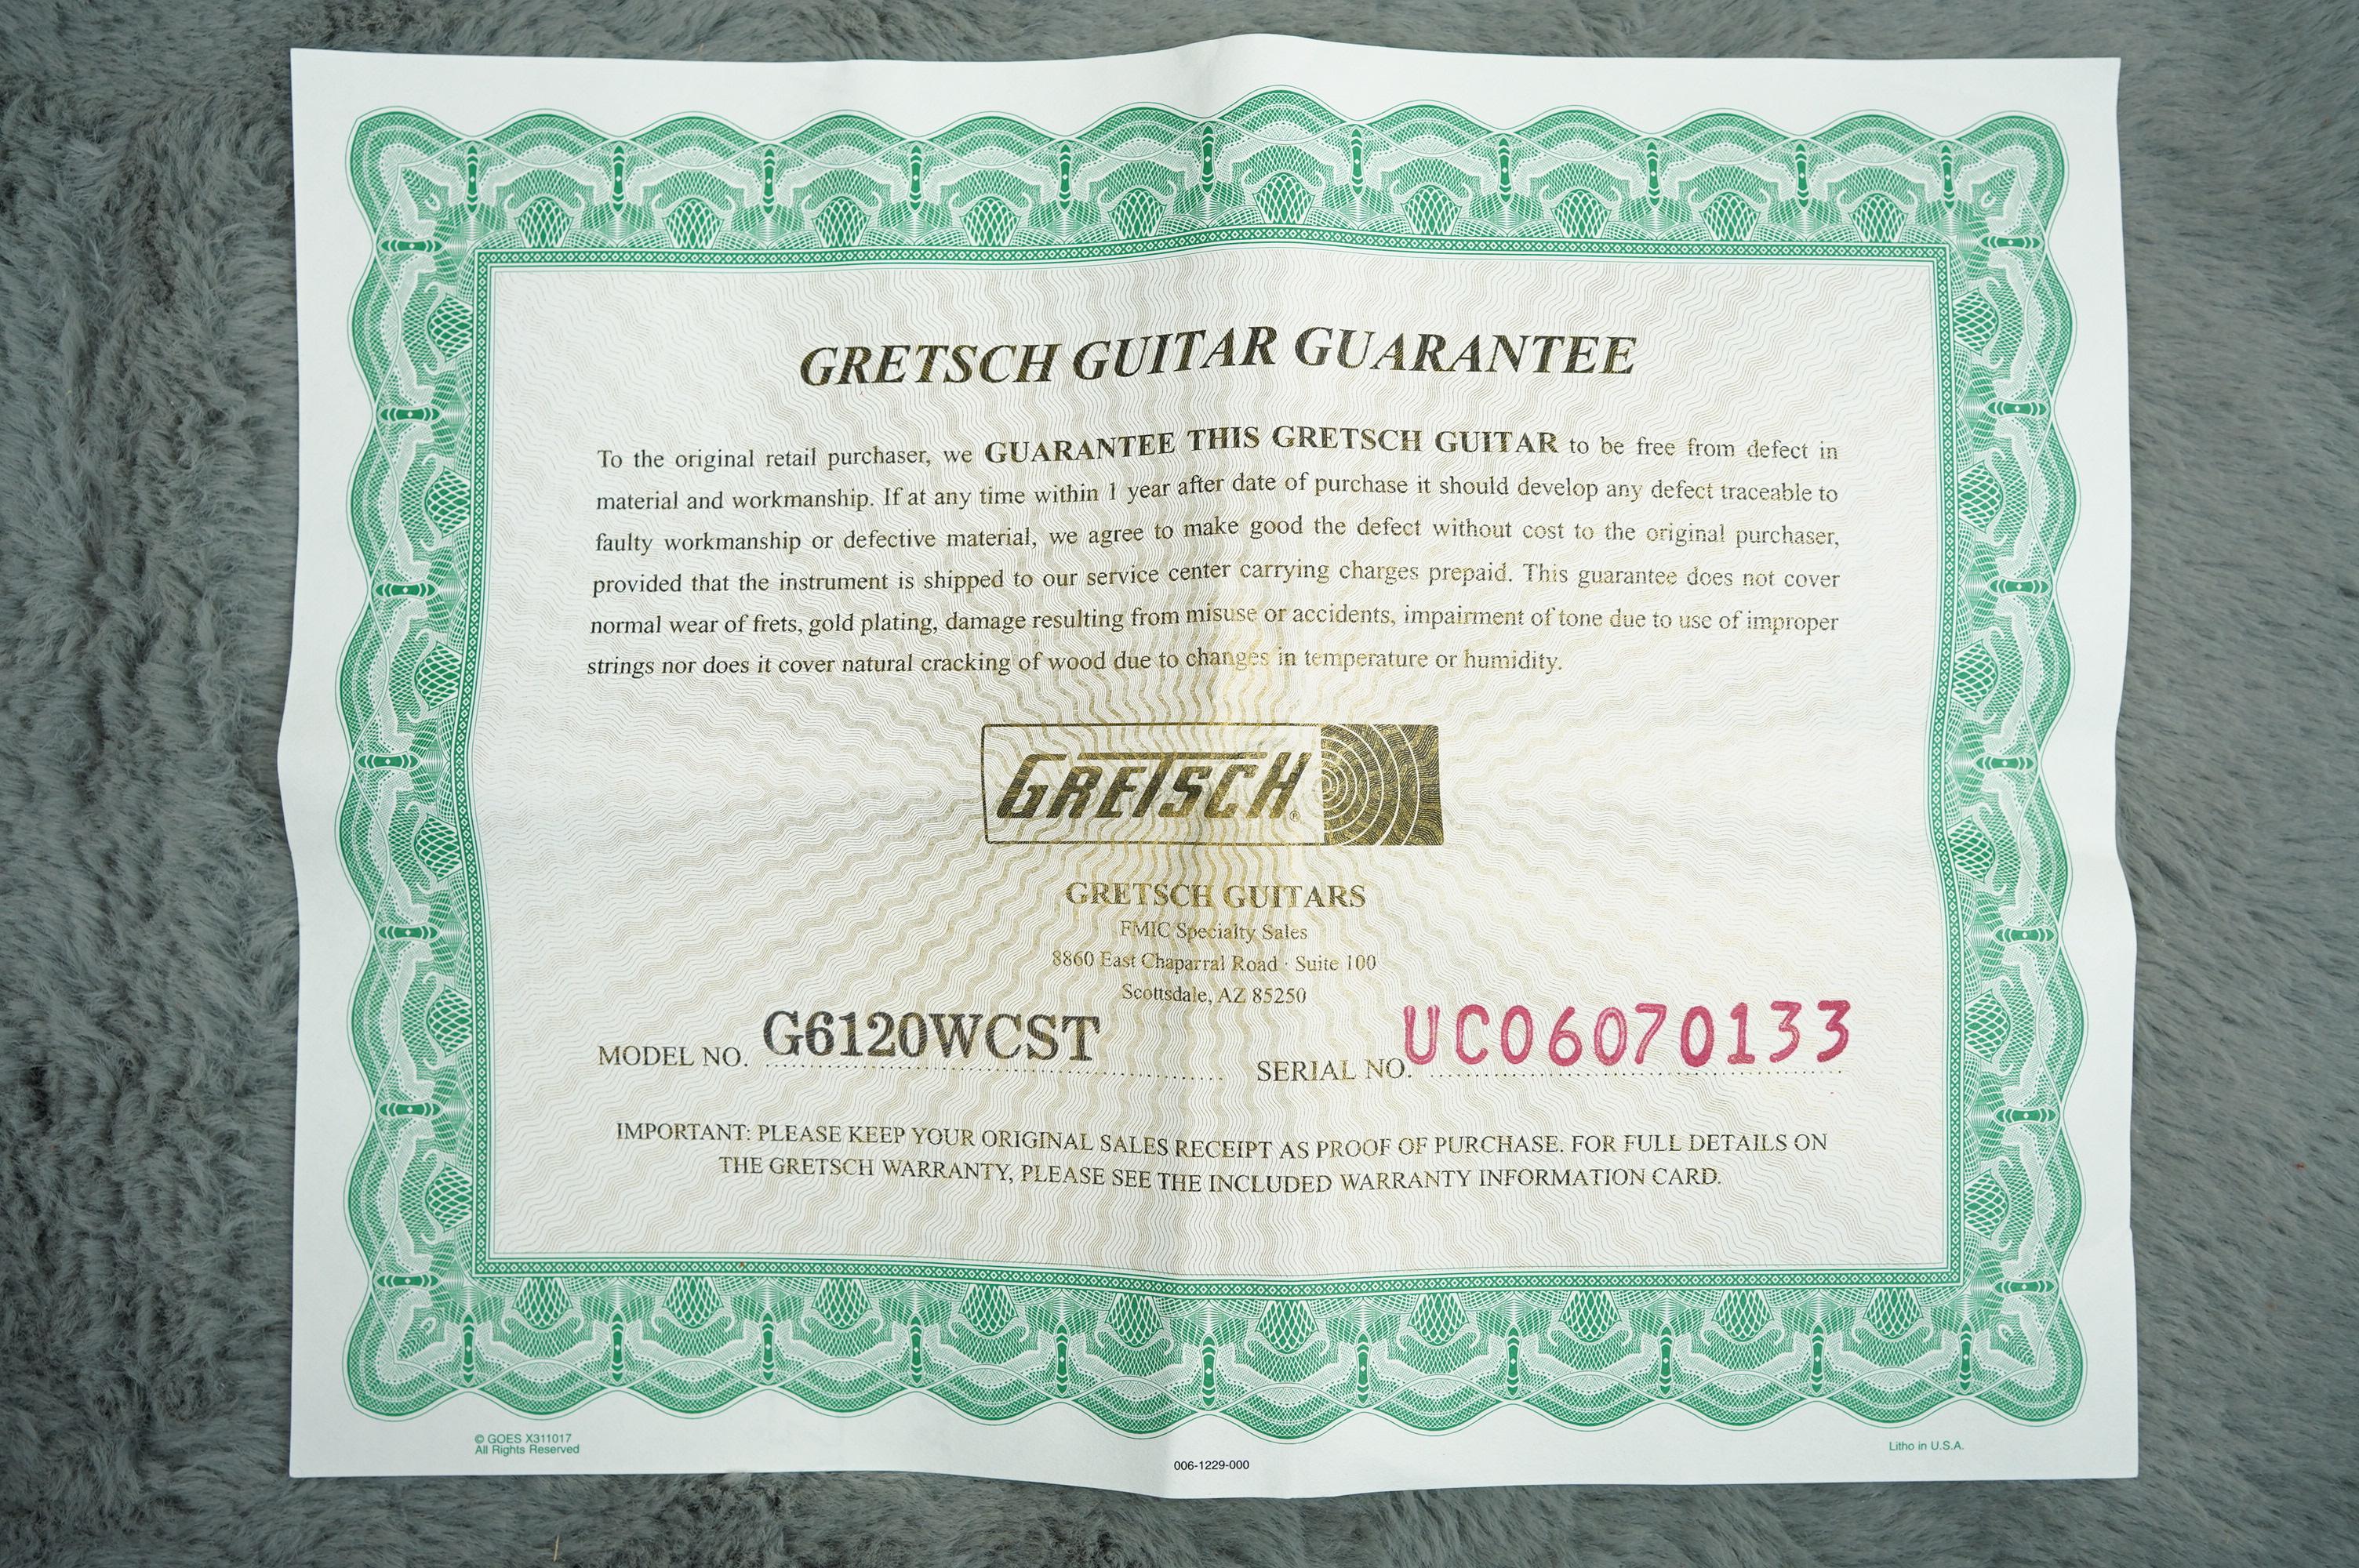 GRETSCH GUITAR GUARANTEE
To the original retail purchaser, we GUARANTEE THIS GRETSCH GUITAR to be free from defect in
material and workmanship. If at any time within 1 year after date of purchase it should develop any defect traceable to
faulty workmanship or defective material, we agree to make good the defect without cost to the original purchaser,
provided that the instrument is shipped to our service center carrying charges prepaid. This guarantee does not cover
normal wear of frets, gold plating, damage resulting from misuse or accidents, impairment of tone due to use of improper
strings nor does it cover natural cracking of wood due to changes in temperature or humidity.
GRETSCH®
GRETSCH GUITARS
FMIC Specialty Sales
8860 East Chaparral Road · Suite 100
Scottsdale, AZ 85250
MODEL NO. G6120WCST SERIAL NO. UC06070133
IMPORTANT: PLEASE KEEP YOUR ORIGINAL SALES RECEIPT AS PROOF OF PURCHASE. FOR FULL DETAILS ON
THE GRETSCH WARRANTY, PLEASE SEE THE INCLUDED WARRANTY INFORMATION CARD.
© GOES X311017
All Rights Reserved
Litho in U.S.A.
006-1229-000